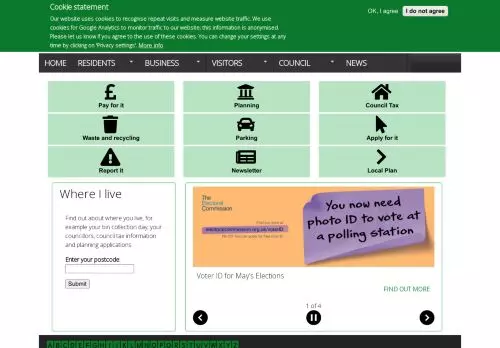 Cookie statement
Our website uses cookies to recognise repeat visits and measure website traffic. We use
cookies for Google Analytics to monitor traffic to our website; this information is anonymised.
Please let us know if you agree to the use of these cookies. You can change your settings at
any time by clicking on 'Privacy settings'. More info
OK, I agree
I do not agree
HOME RESIDENTS BUSINESS VISITORS COUNCIL NEWS
Pay for it
Planning
Council Tax
Waste and recycling
Parking
Apply for it
Report it
Newsletter
Local Plan
Where I live
Find out about where you live, for
example your bin collection day, your
councillors, council tax information
and planning applications
Enter your postcode:
Submit
The
Electoral
Commission
Find out more at
electoralcommission.org.uk/voterID
You now need
photo ID to vote at
a polling station
Voter ID for May's Elections
FIND OUT MORE
1 of 4
A B C D E F G H I J K L M N O P Q R S T U V W X Y Z